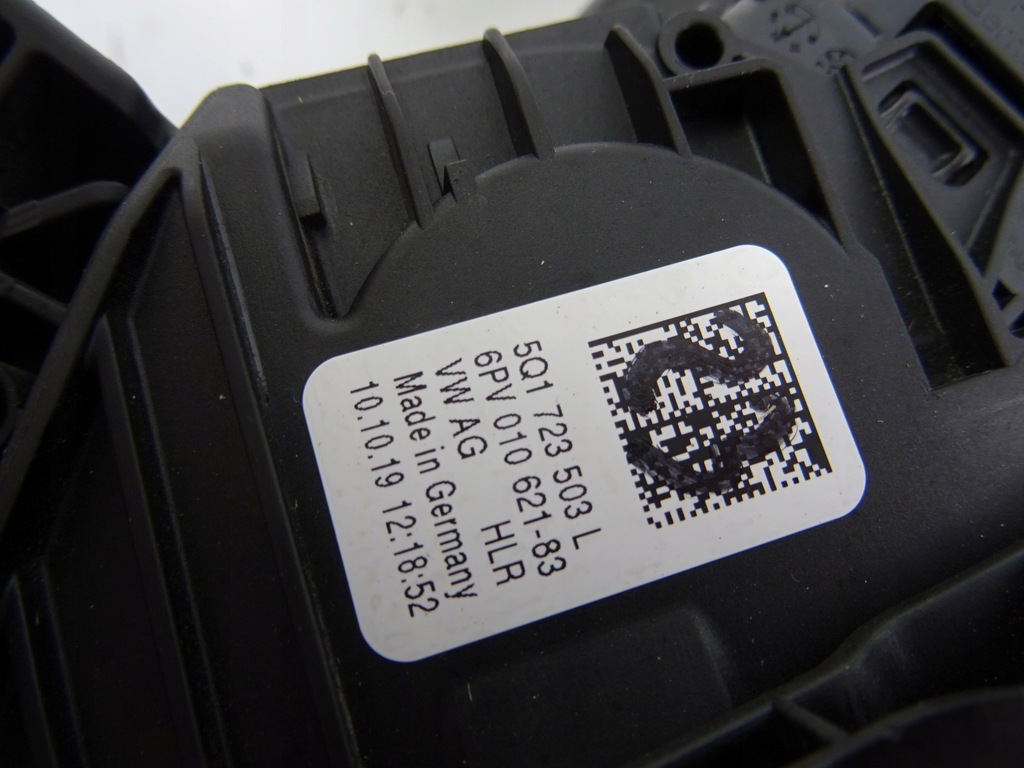 5Q1 723 503 L
6PV 010 621-83
VW AG HLR
Made in Germany
10.10.19 12:18:52